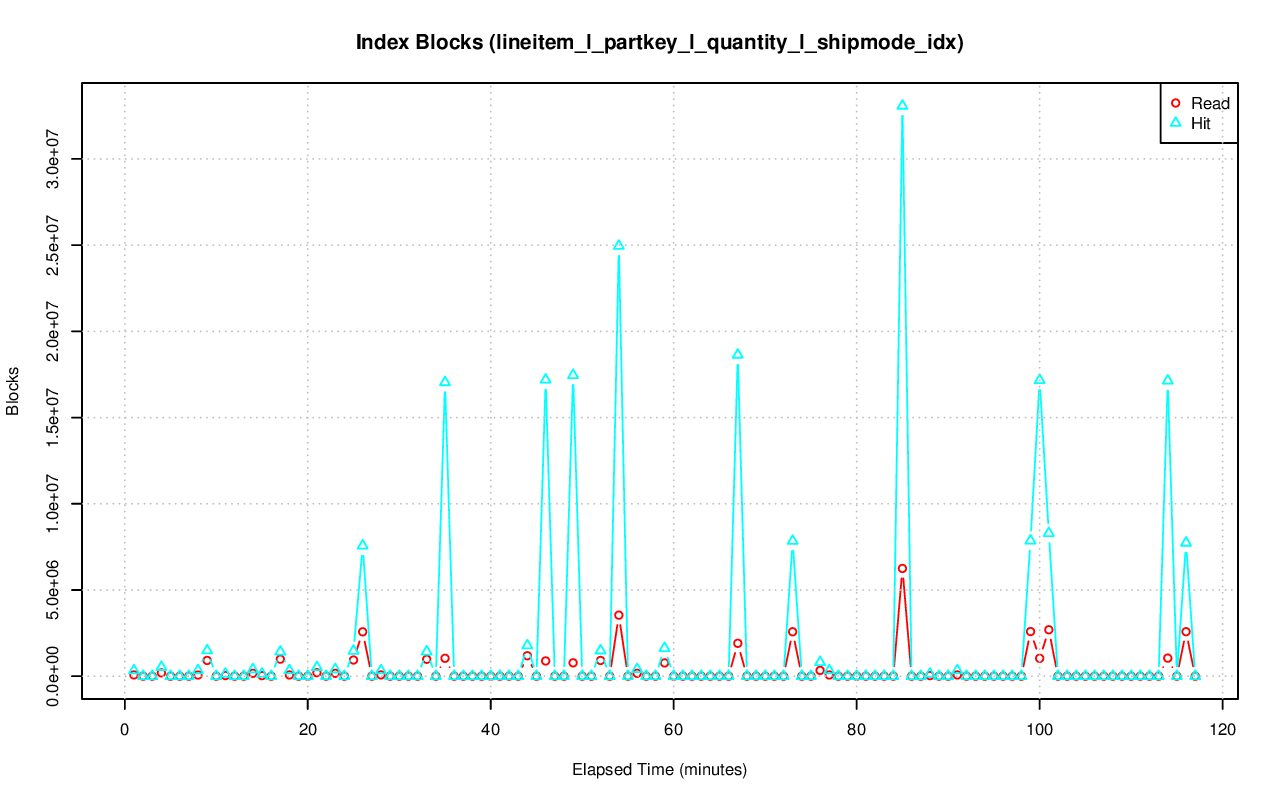 Index Blocks (lineitem_l_partkey_l_quantity_l_shipmode_idx)
Read
Hit
Blocks
3.0e+07
2.5e+07
2.0e+07
1.5e+07
1.0e+07
5.0e+06
0.0e+00
0 20 40 60 80 100 120
Elapsed Time (minutes)